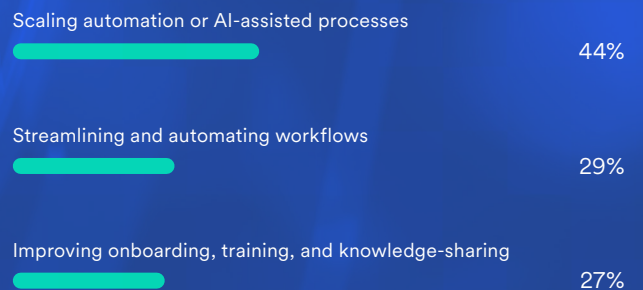 Scaling automation or AI-assisted processes
44%
Streamlining and automating workflows
29%
Improving onboarding, training, and knowledge-sharing
27%